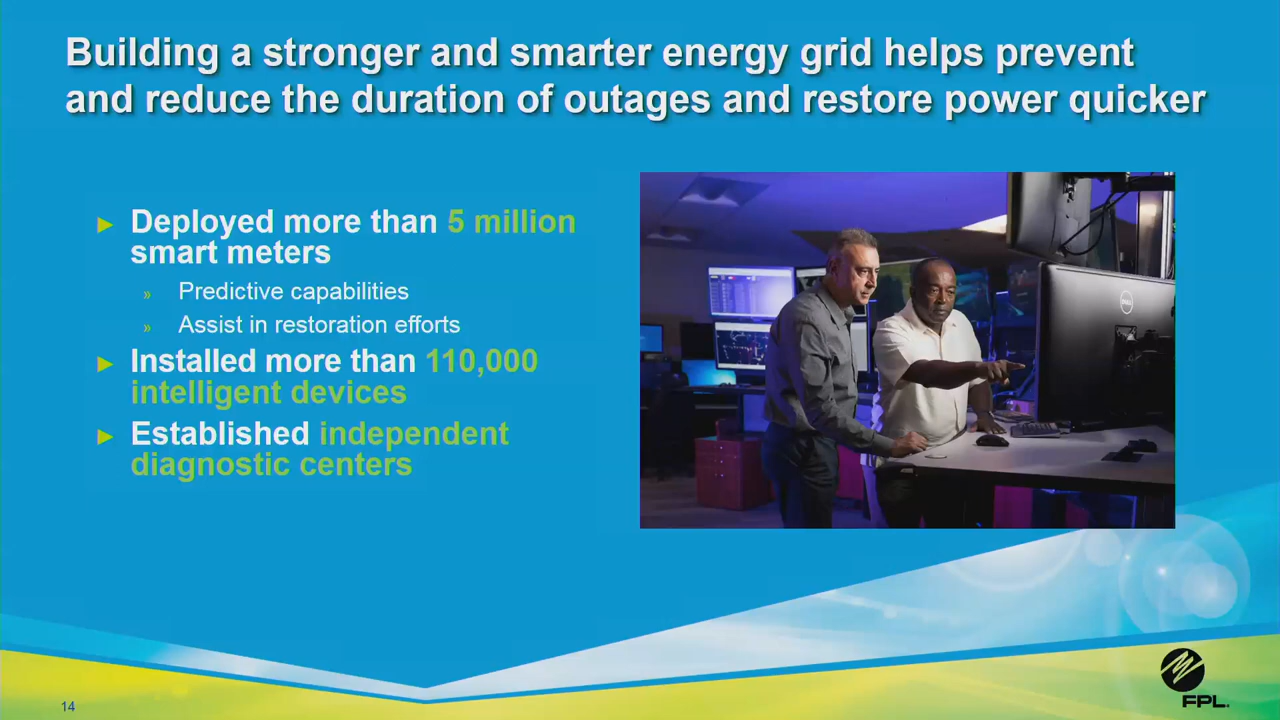 Building a stronger and smarter energy grid helps prevent
and reduce the duration of outages and restore power quicker
► Deployed more than 5 million
smart meters
» Predictive capabilities
» Assist in restoration efforts
► Installed more than 110,000
intelligent devices
► Established independent
diagnostic centers
DELL
14
FPL.